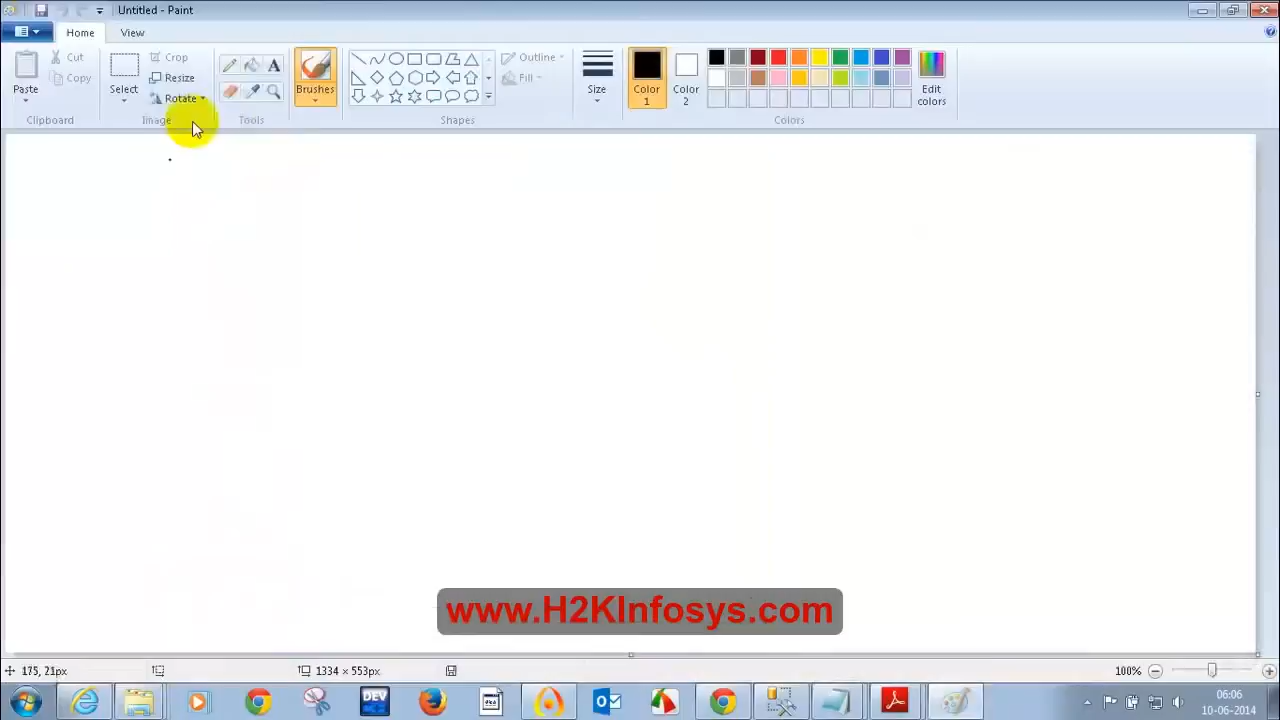 Untitled - Paint
Home
View
Paste
Cut
Copy
Clipboard
Select
Crop
Resize
Rotate
Image
A
Tools
Brushes
Outline
Fill
Shapes
Size
Color
1
Color
2
Edit
colors
Colors
www.H2KInfosys.com
175, 21px
1334 × 553px
100%
DEV
06:06
10-06-2014